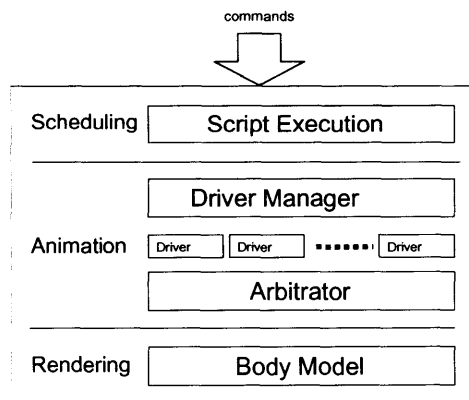 commands
Scheduling Script Execution
Driver Manager
Animation Driver Driver Driver
Arbitrator
Rendering Body Model